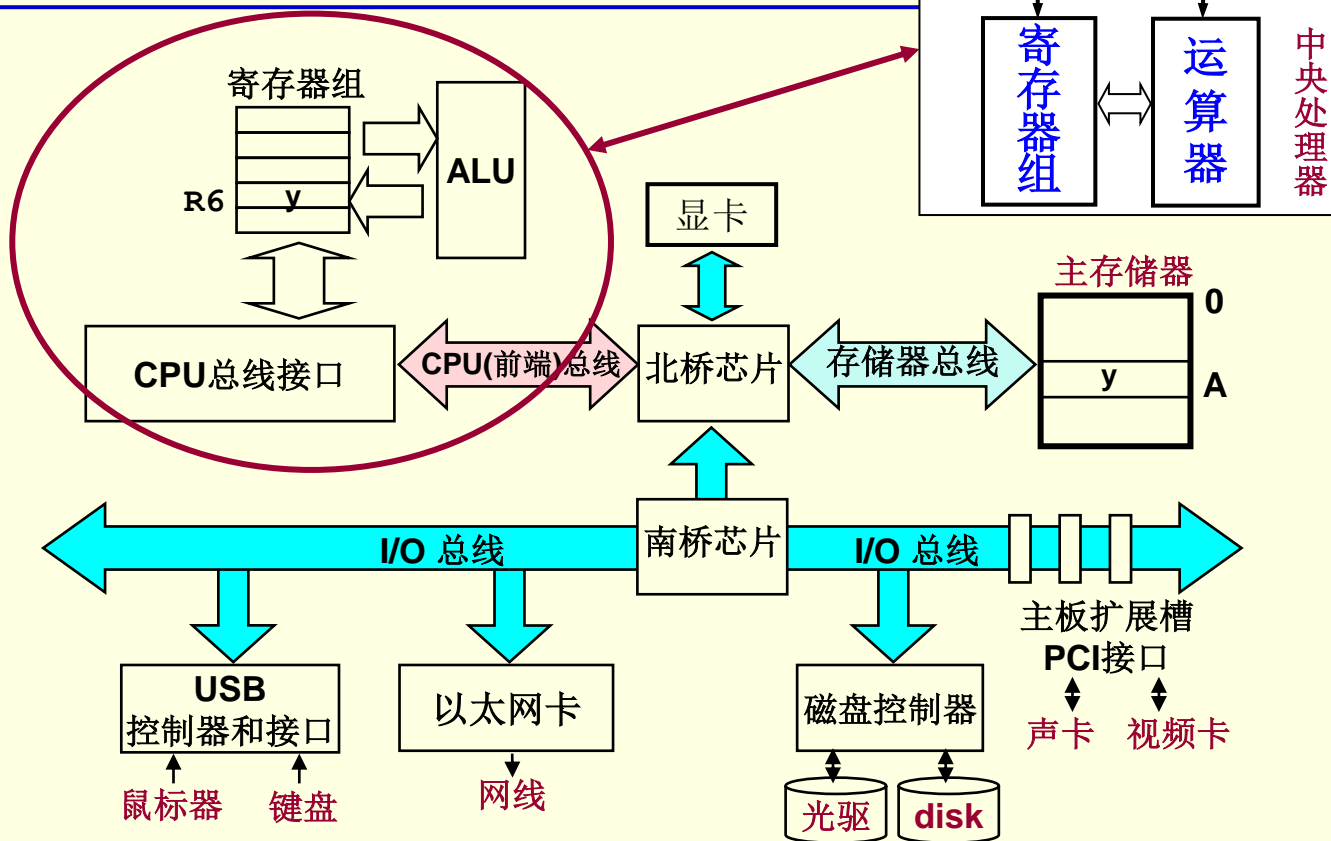 寄存器组
运算器
中央处理器
寄存器组
ALU
R6
y
显卡
主存储器
0
CPU总线接口
CPU(前端)总线
北桥芯片
存储器总线
y
A
I/O 总线
南桥芯片
I/O 总线
主板扩展槽
PCI接口
USB
控制器和接口
以太网卡
磁盘控制器
声卡
视频卡
鼠标器
键盘
网线
光驱
disk